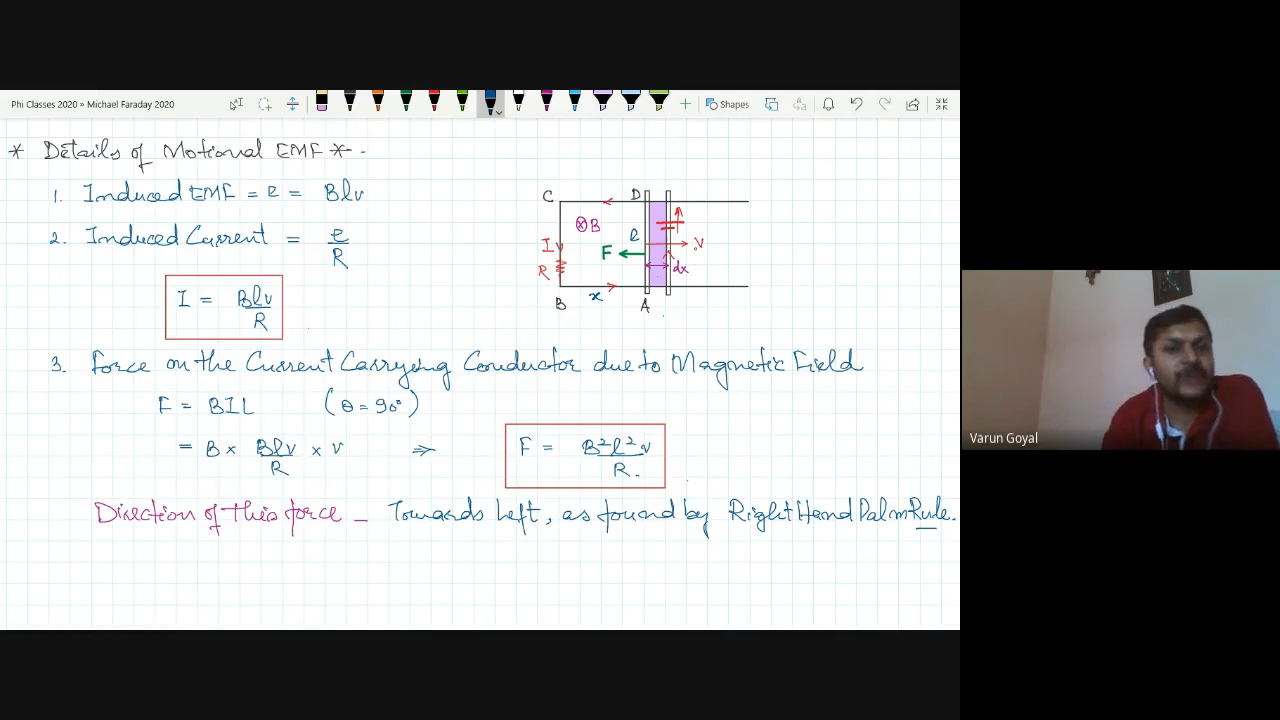 Phi Classes 2020 » Michael Faraday 2020
Shapes
* Details of Motional EMF * -
1. Induced EMF = e = Blv
2. Induced Current = e/R
I = Blv/R
C D
⊗B
I e F V
R dx
B x A
3. Force on the Current Carrying Conductor due to Magnetic Field
F = BIL (θ = 90°)
= B × Blv/R × v ⇒ F = B²l²v/R.
Direction of this force - Towards Left, as found by Right Hand Palm Rule.
Varun Goyal